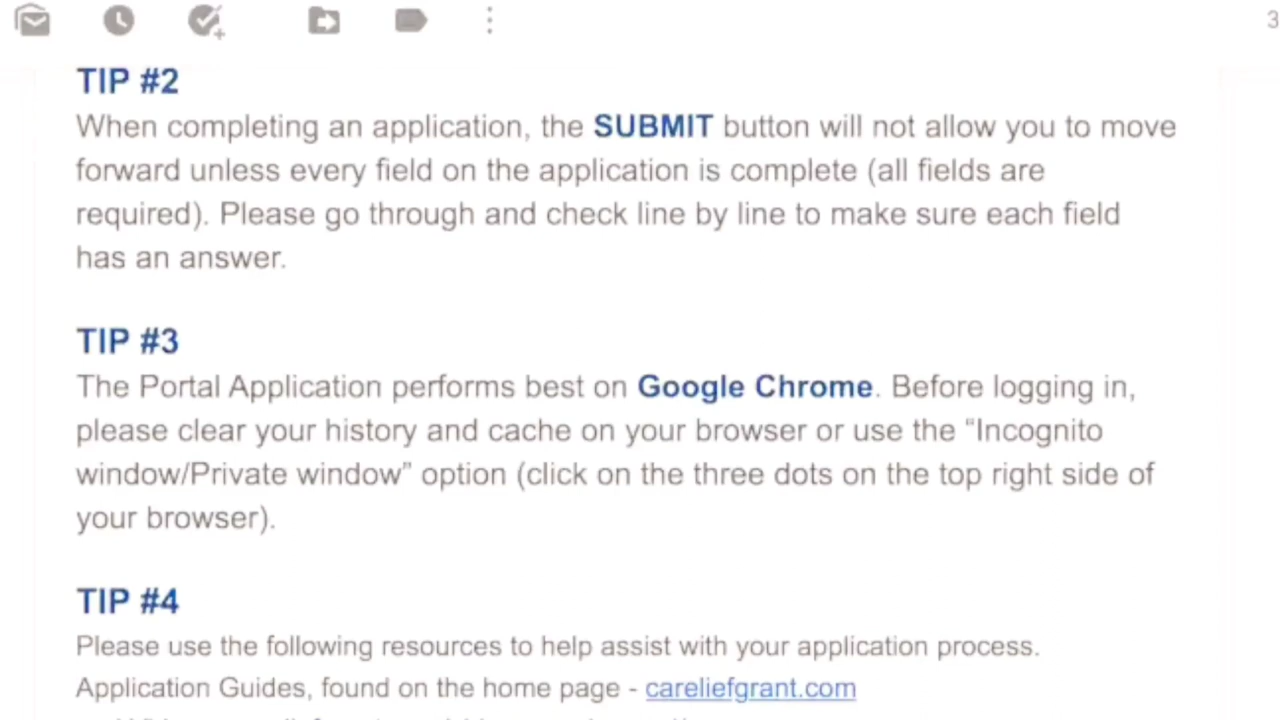 3
TIP #2
When completing an application, the SUBMIT button will not allow you to move
forward unless every field on the application is complete (all fields are
required). Please go through and check line by line to make sure each field
has an answer.
TIP #3
The Portal Application performs best on Google Chrome. Before logging in,
please clear your history and cache on your browser or use the “Incognito
window/Private window” option (click on the three dots on the top right side of
your browser).
TIP #4
Please use the following resources to help assist with your application process.
Application Guides, found on the home page - careliefgrant.com